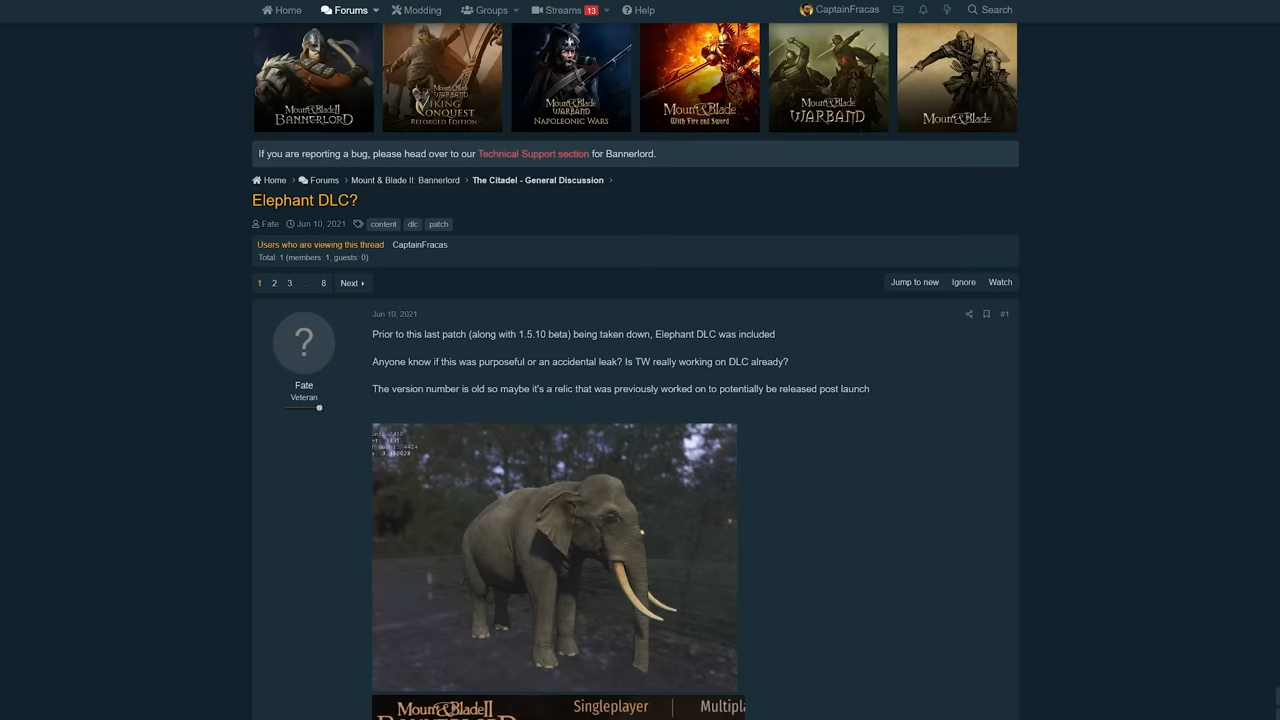 Home Forums Modding Groups Streams 13 Help CaptainFracas Search
Mount&Blade II BANNERLORD
Mount&Blade WARBAND VIKING CONQUEST REFORGED EDITION
Mount&Blade WARBAND NAPOLEONIC WARS
Mount&Blade With Fire and Sword
Mount&Blade WARBAND
Mount&Blade
If you are reporting a bug, please head over to our Technical Support section for Bannerlord.
Home > Forums > Mount & Blade II: Bannerlord > The Citadel - General Discussion >
Elephant DLC?
Fate Jun 10, 2021 content dlc patch
Users who are viewing this thread CaptainFracas
Total: 1 (members: 1, guests: 0)
1 2 3 ... 8 Next Jump to new Ignore Watch
Jun 10, 2021 #1
Prior to this last patch (along with 1.5.10 beta) being taken down, Elephant DLC was included
Anyone know if this was purposeful or an accidental leak? Is TW really working on DLC already?
The version number is old so maybe it's a relic that was previously worked on to potentially be released post launch
?
Fate
Veteran
Mount&Blade II
BANNERLORD
Singleplayer | Multipla